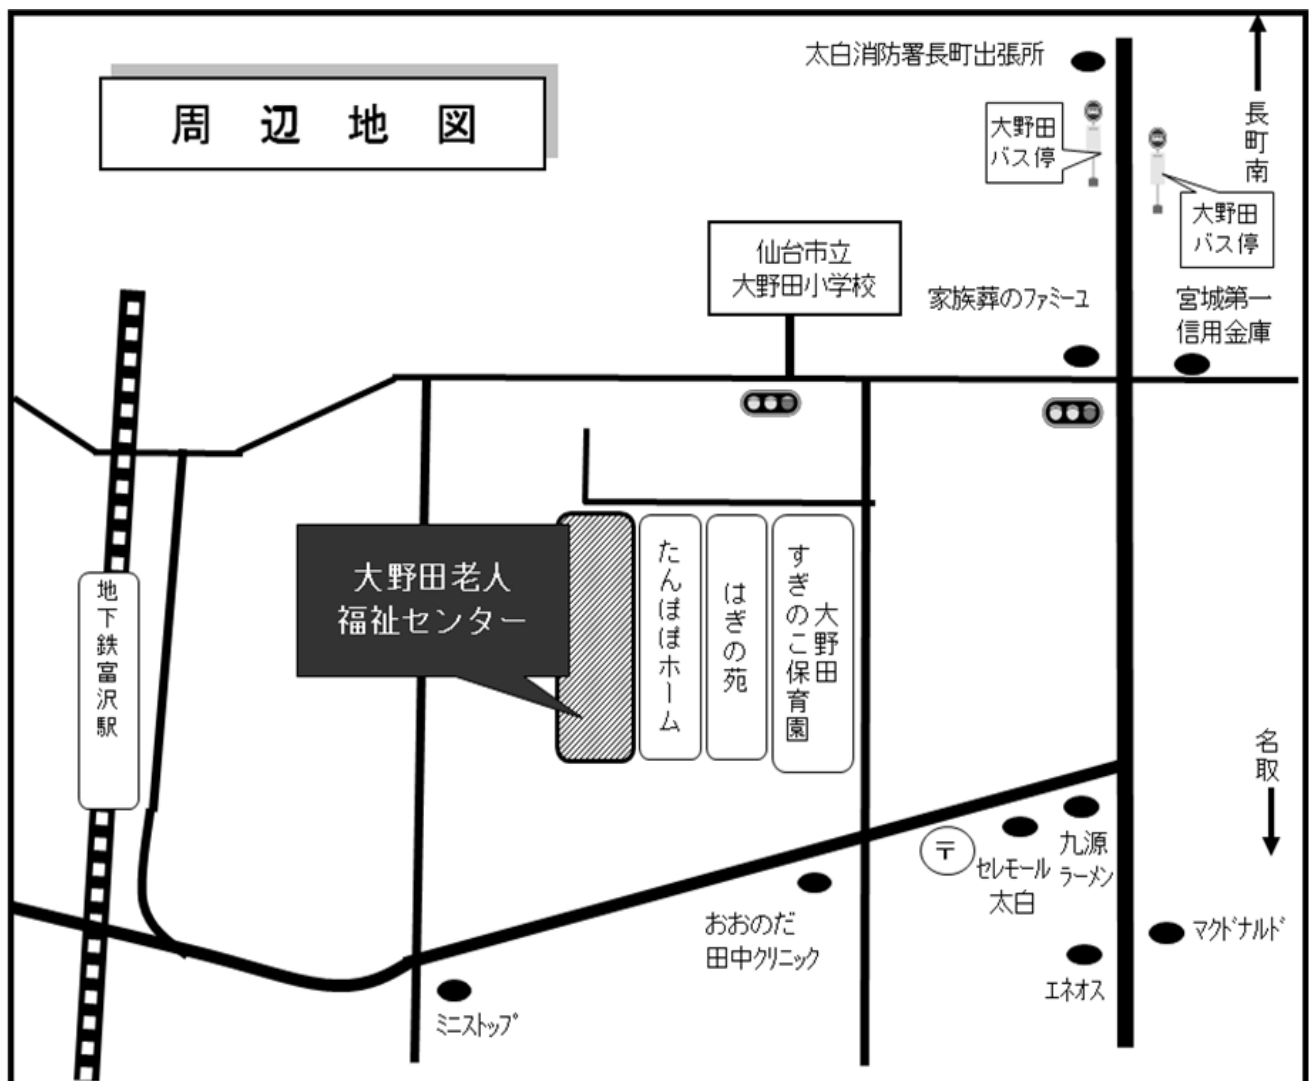 周辺地図
太白消防署長町出張所
大野田
バス停
長町南
大野田
バス停
仙台市立
大野田小学校
家族葬のファミーユ
宮城第一
信用金庫
大野田老人
福祉センター
たんぽぽホーム
はぎの苑
大野田
すぎのこ保育園
地下鉄富沢駅
名取
〒
セレモール
太白
九源
ラーメン
おおのだ
田中クリニック
マクドナルド
エネオス
ミニストップ